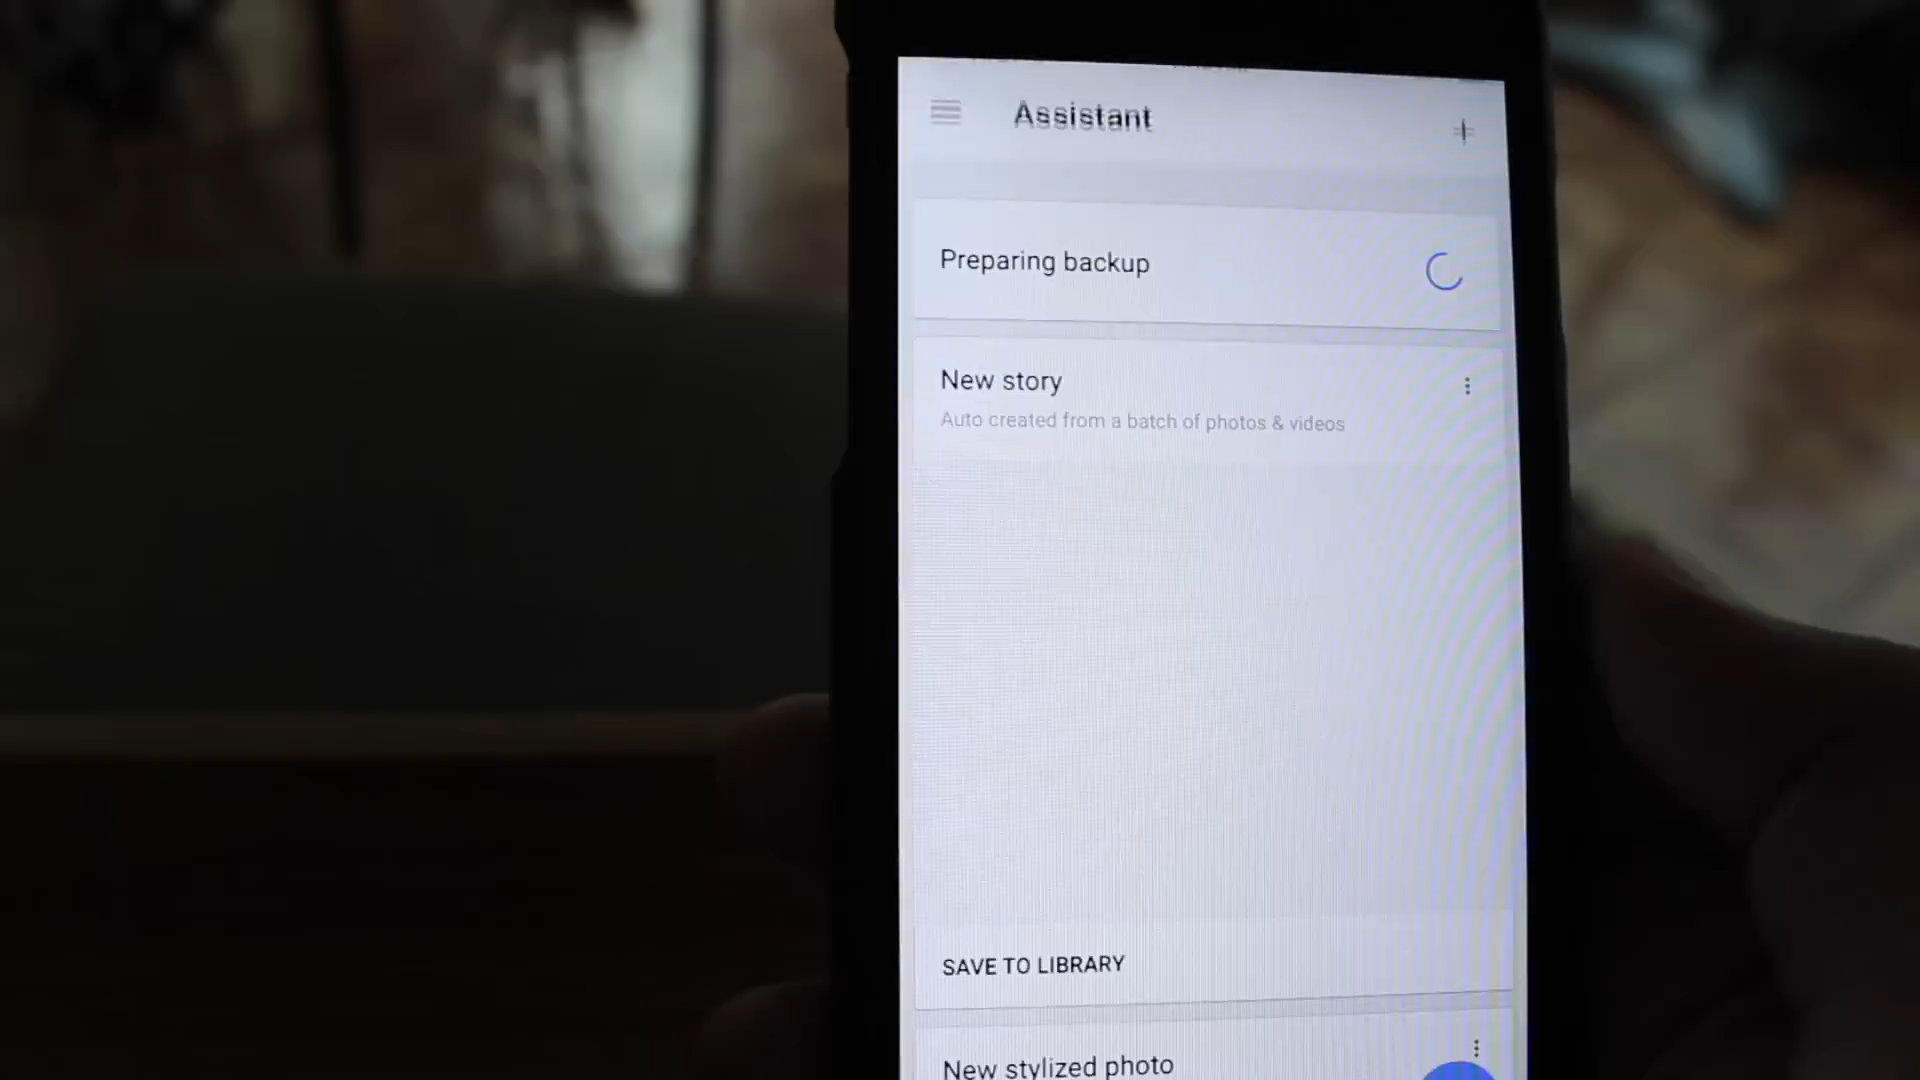 Assistant
Preparing backup
New story
Auto created from a batch of photos & videos
SAVE TO LIBRARY
New stylized photo